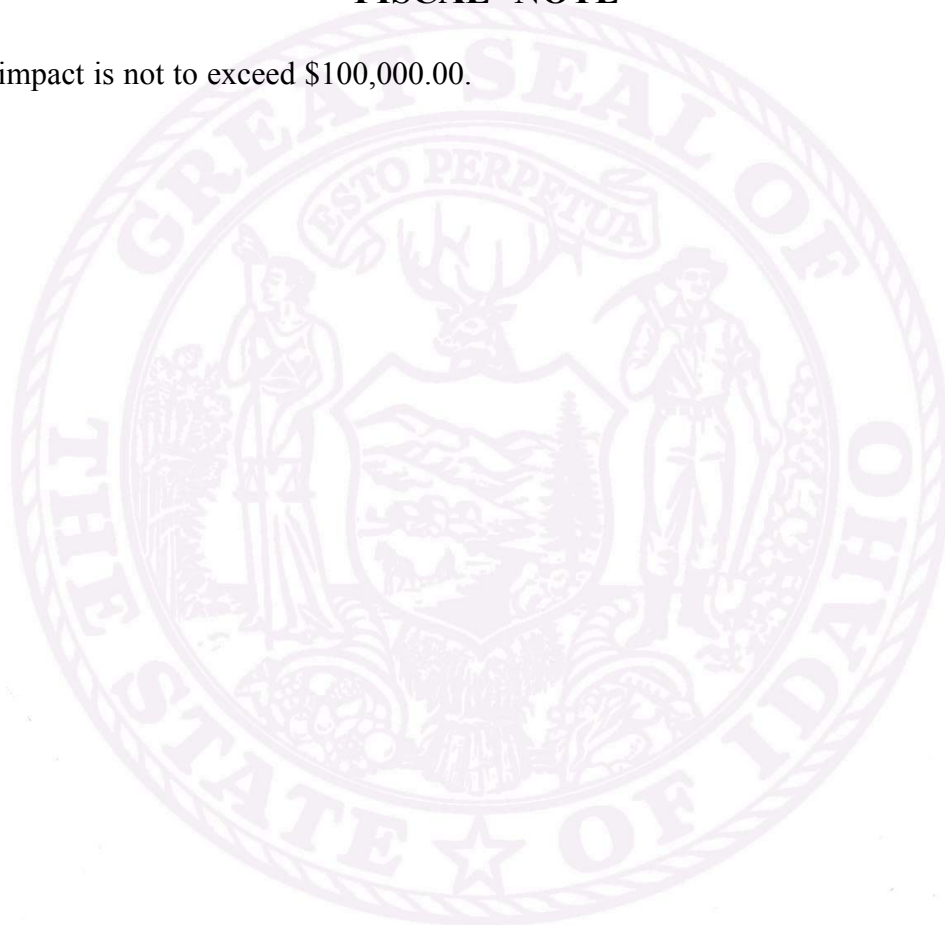 FISCAL NOTE
impact is not to exceed $100,000.00.
GREAT SEAL OF
THE STATE OF IDAHO
ESTO PERPETUA